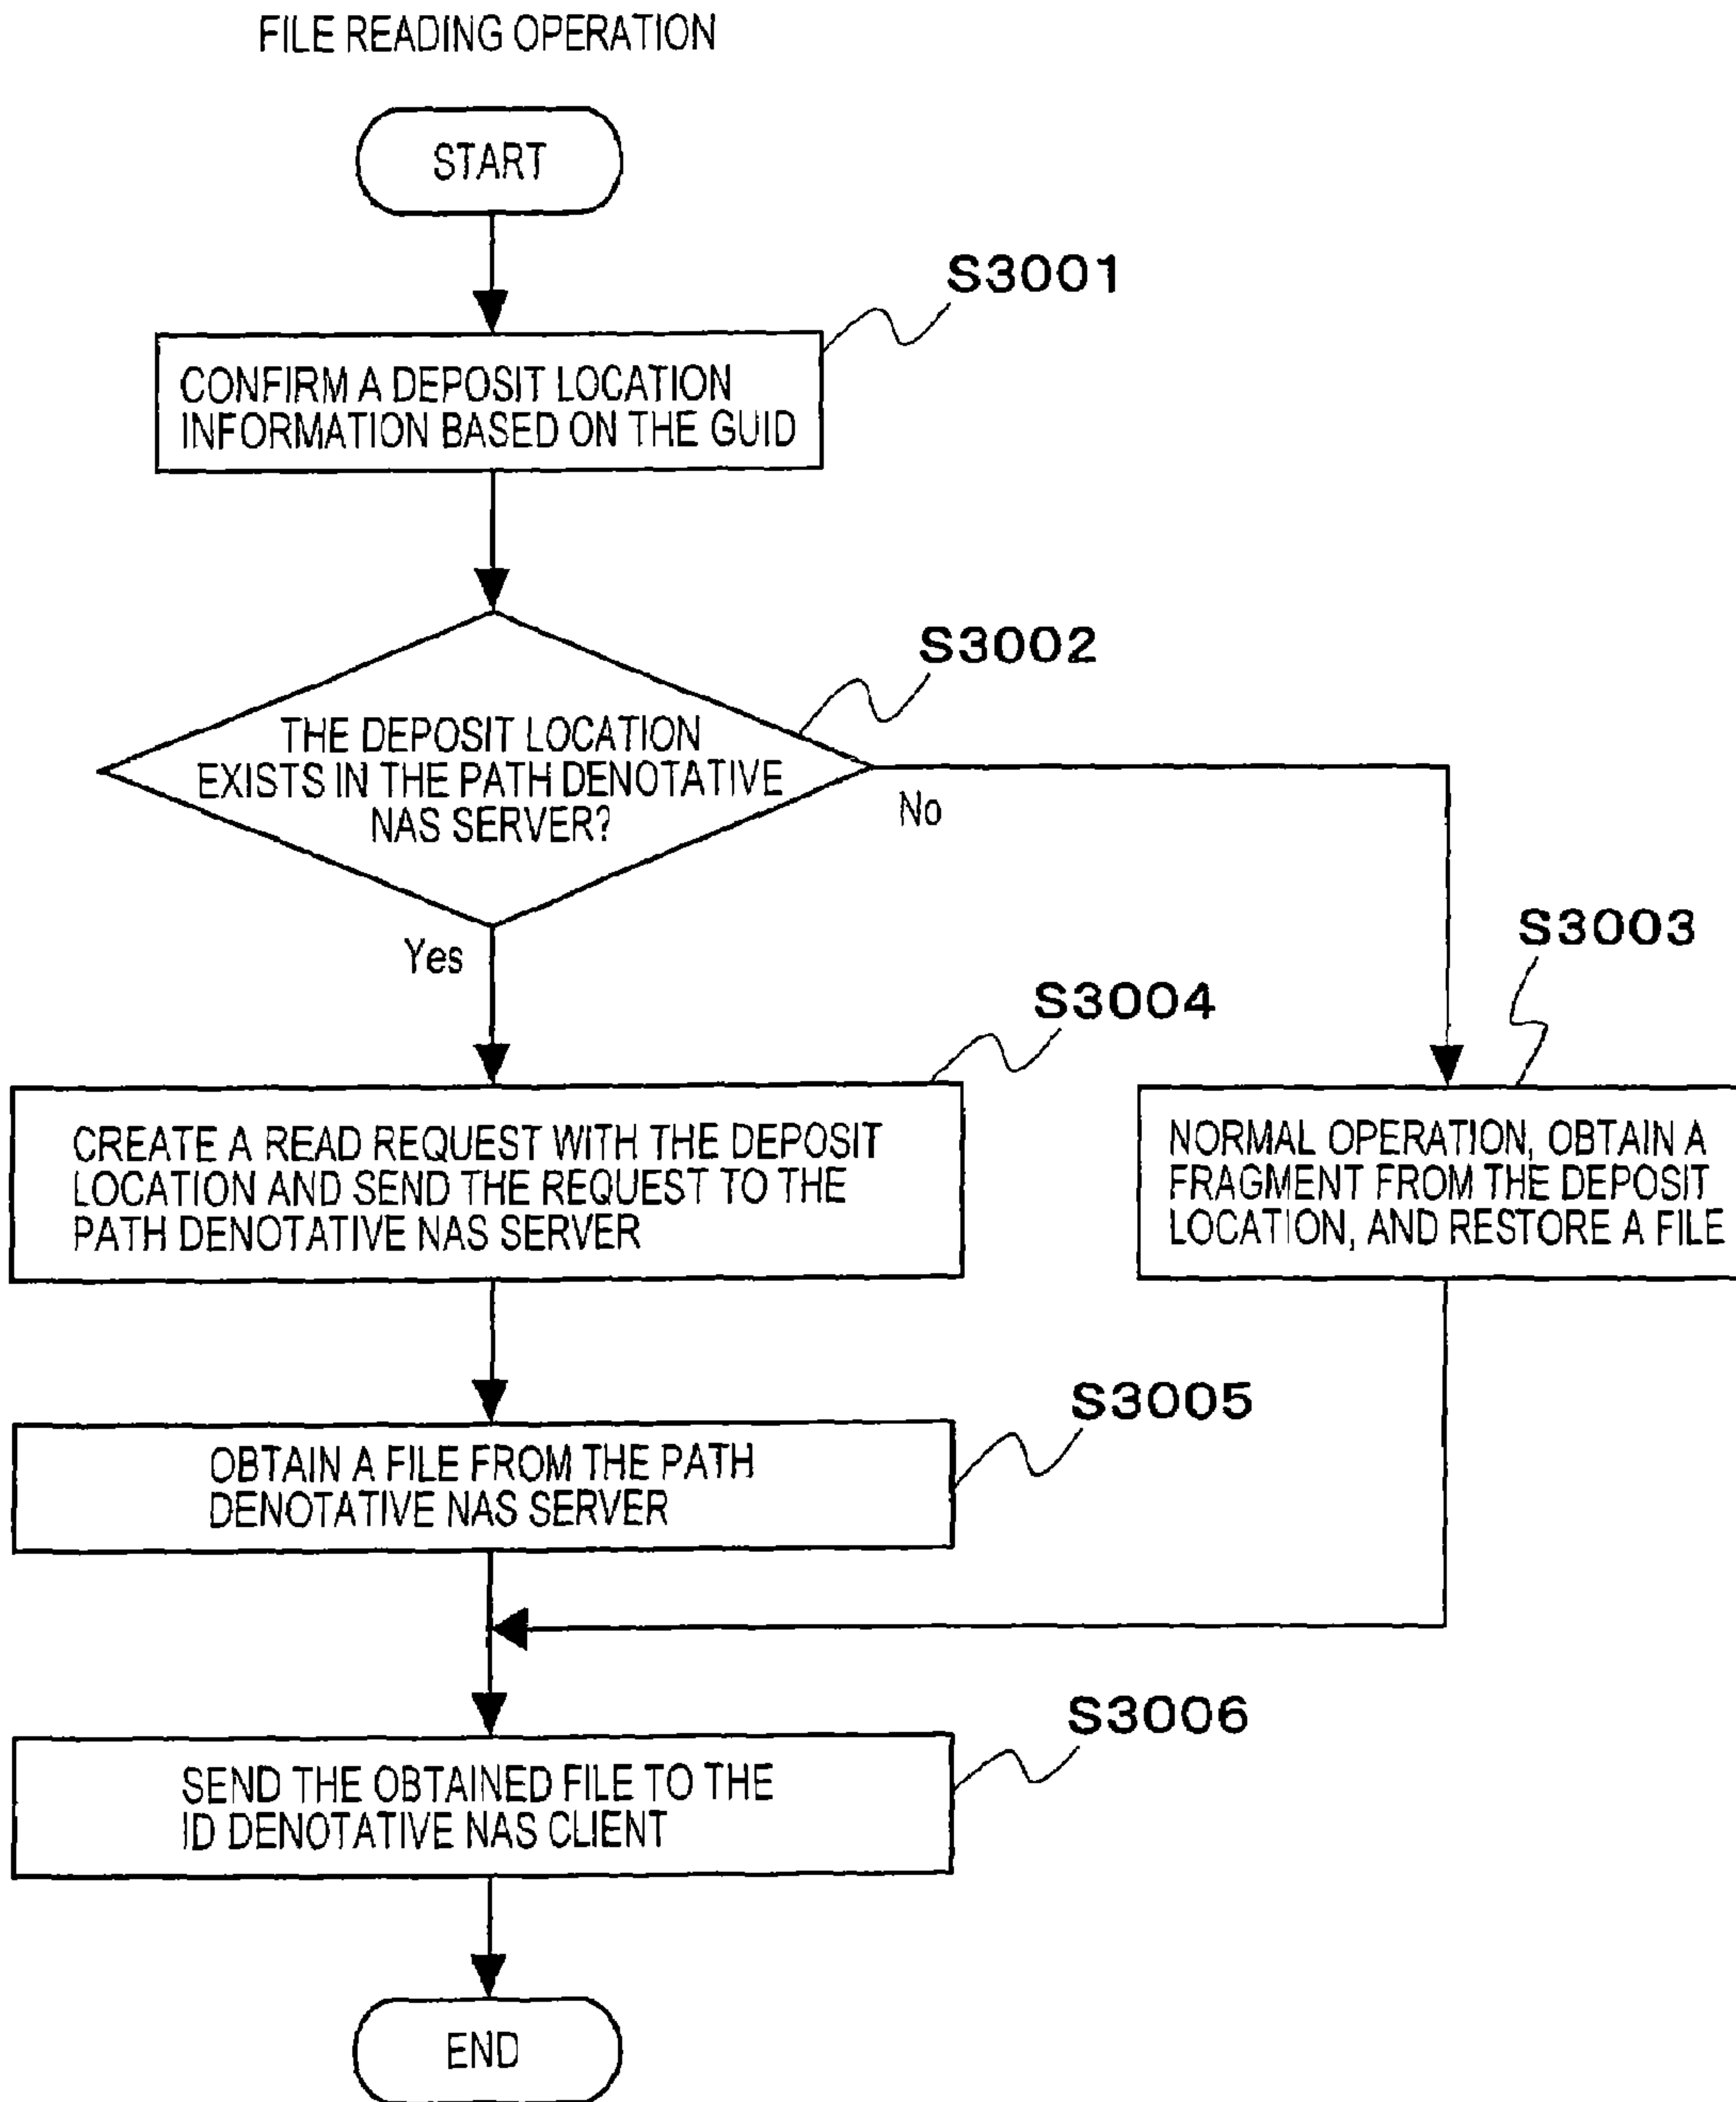 FILE READING OPERATION
START
S3001
CONFIRM A DEPOSIT LOCATION
INFORMATION BASED ON THE GUID
S3002
THE DEPOSIT LOCATION
EXISTS IN THE PATH DENOTATIVE
NAS SERVER?
No
Yes
S3003
S3004
CREATE A READ REQUEST WITH THE DEPOSIT
LOCATION AND SEND THE REQUEST TO THE
PATH DENOTATIVE NAS SERVER
NORMAL OPERATION, OBTAIN A
FRAGMENT FROM THE DEPOSIT
LOCATION, AND RESTORE A FILE
S3005
OBTAIN A FILE FROM THE PATH
DENOTATIVE NAS SERVER
S3006
SEND THE OBTAINED FILE TO THE
ID DENOTATIVE NAS CLIENT
END